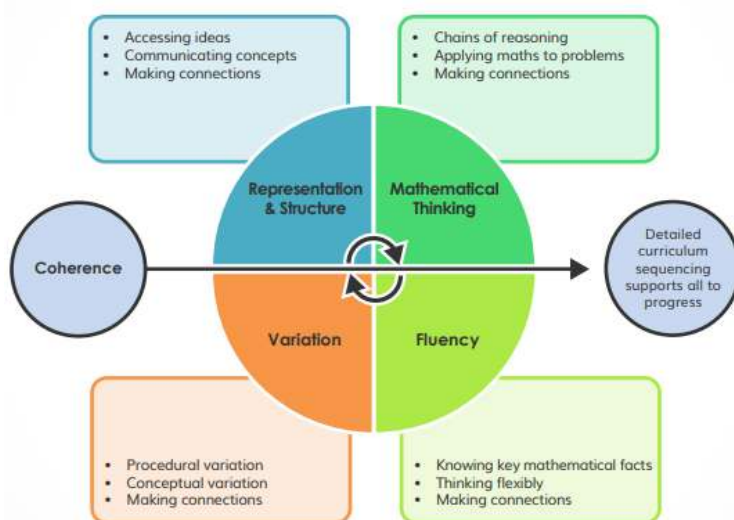 • Accessing ideas
• Communicating concepts
• Making connections
• Chains of reasoning
• Applying maths to problems
• Making connections
Representation
& Structure
Mathematical
Thinking
Coherence
Detailed
curriculum
sequencing
supports all to
progress
Variation
Fluency
• Procedural variation
• Conceptual variation
• Making connections
• Knowing key mathematical facts
• Thinking flexibly
• Making connections